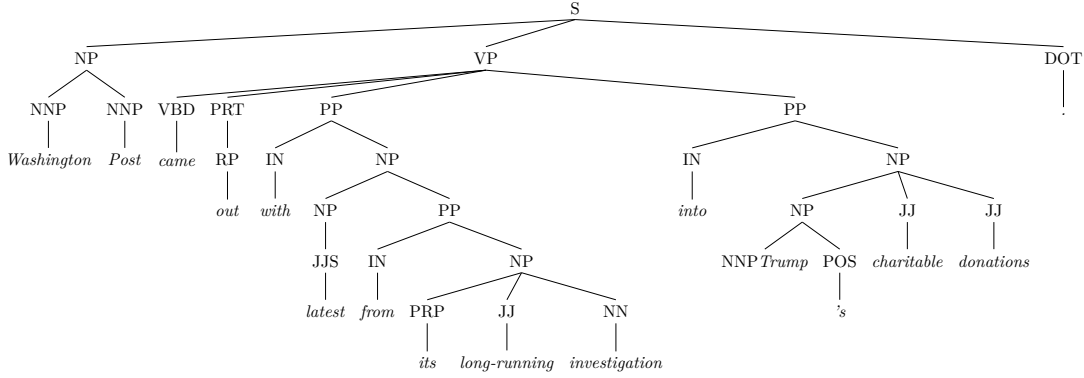 S
NP VP DOT
NNP NNP VBD PRT PP PP .
Washington Post came RP IN NP IN NP
out with NP PP into NP JJ JJ
JJS IN NP NNP Trump POS charitable donations
latest from PRP JJ NN 's
its long-running investigation